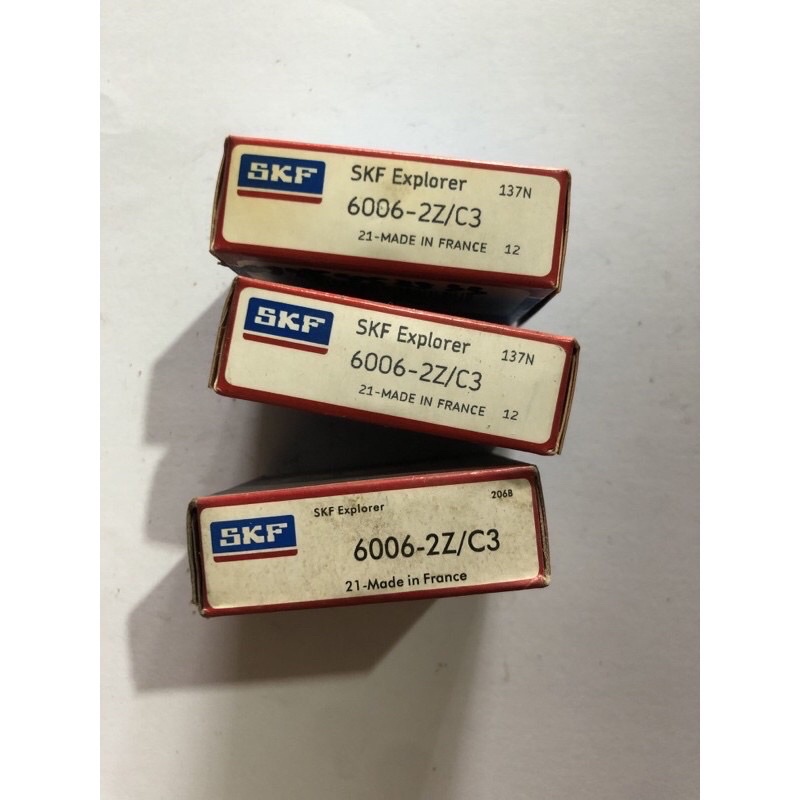 SKF
SKF Explorer 137N
6006-2Z/C3
21-MADE IN FRANCE 12
SKF
SKF Explorer 137N
6006-2Z/C3
21-MADE IN FRANCE 12
SKF Explorer 206B
SKF
6006-2Z/C3
21-Made in France